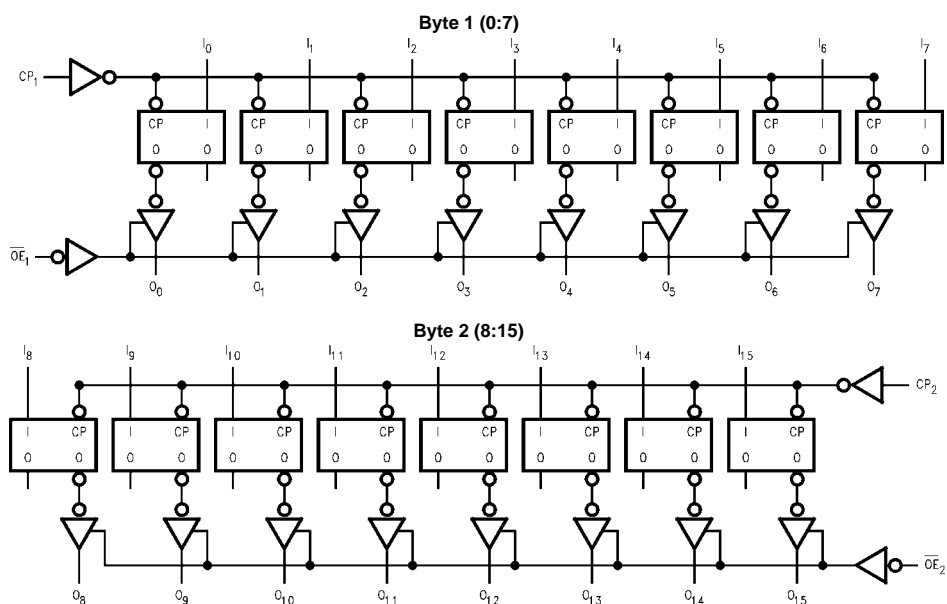 Byte 1 (0:7)
I0 I1 I2 I3 I4 I5 I6 I7
CP1
CP I CP I CP I CP I CP I CP I CP I CP I
O O O O O O O O O O O O O O O O
OE1
O0 O1 O2 O3 O4 O5 O6 O7
Byte 2 (8:15)
I8 I9 I10 I11 I12 I13 I14 I15
CP2
I CP I CP I CP I CP I CP I CP I CP I CP
O O O O O O O O O O O O O O O O
OE2
O8 O9 O10 O11 O12 O13 O14 O15